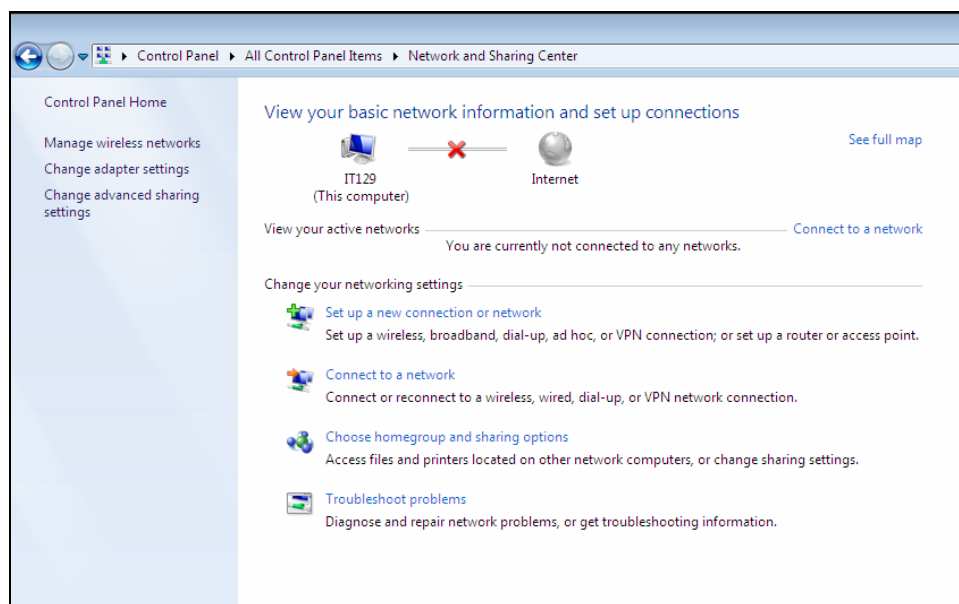 Control Panel ▸ All Control Panel Items ▸ Network and Sharing Center
Control Panel Home
Manage wireless networks
Change adapter settings
Change advanced sharing
settings
View your basic network information and set up connections
See full map
IT129
(This computer)
Internet
View your active networks
Connect to a network
You are currently not connected to any networks.
Change your networking settings
Set up a new connection or network
Set up a wireless, broadband, dial-up, ad hoc, or VPN connection; or set up a router or access point.
Connect to a network
Connect or reconnect to a wireless, wired, dial-up, or VPN network connection.
Choose homegroup and sharing options
Access files and printers located on other network computers, or change sharing settings.
Troubleshoot problems
Diagnose and repair network problems, or get troubleshooting information.